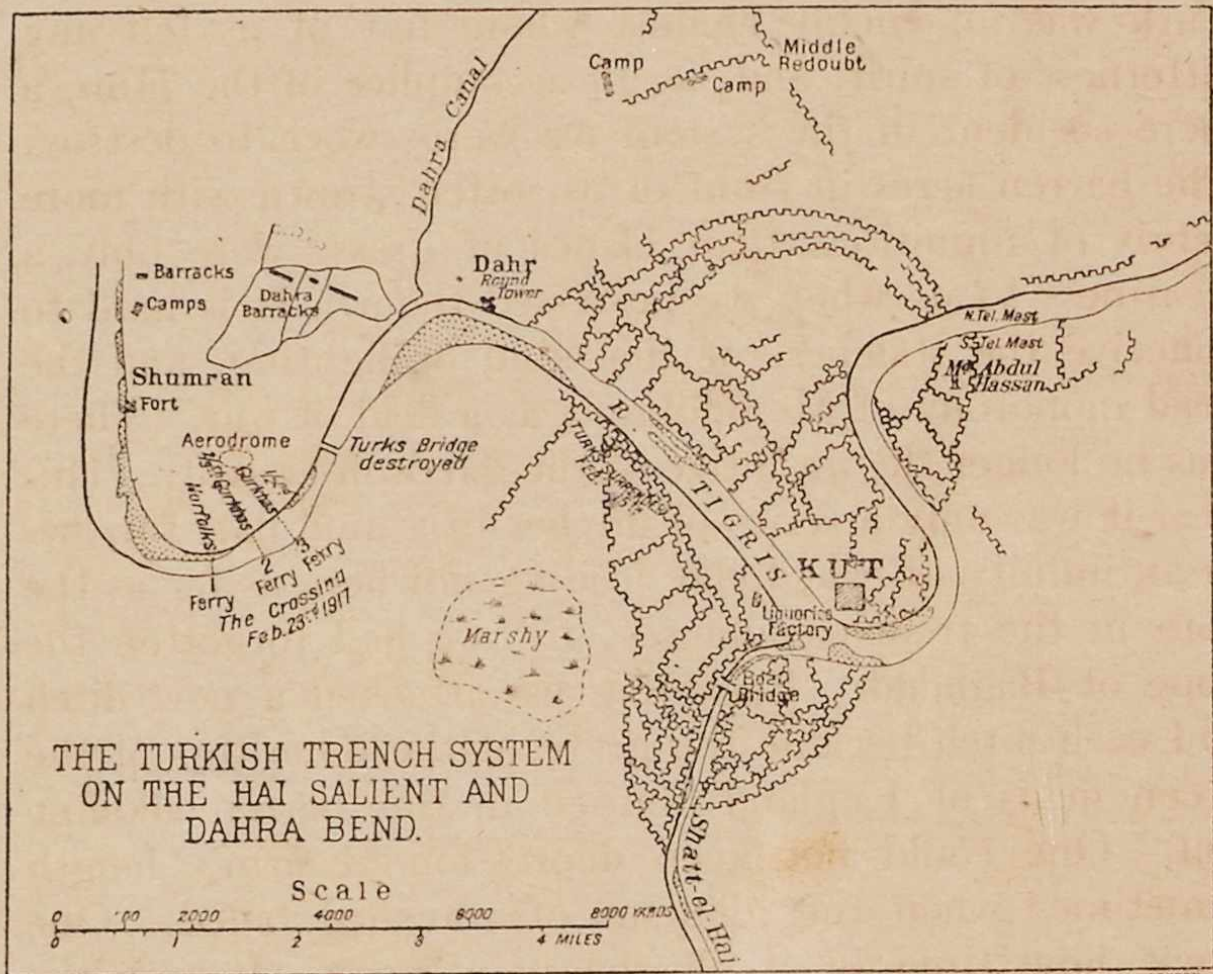 Dahra Canal
Camp
Camp
Middle
Redoubt
Barracks
Camps
Dahra
Barracks
Dahr
Round
Tower
N. Tel. Mast
S. Tel. Mast
Abdul
Hassan
Shumran
Fort
Aerodrome
Turks Bridge
destroyed
Norfolks
Gurkhas
Gurkhas
2
3
Ferry
Ferry
Ferry
The Crossing
Feb. 23rd 1917
R. TIGRIS
KUT
Liquorice
Factory
Boat
Bridge
Marshy
Shatt-el Hai
THE TURKISH TRENCH SYSTEM
ON THE HAI SALIENT AND
DAHRA BEND.
Scale
0 2000 4000 8000 YARDS
0 1 2 3 4 MILES